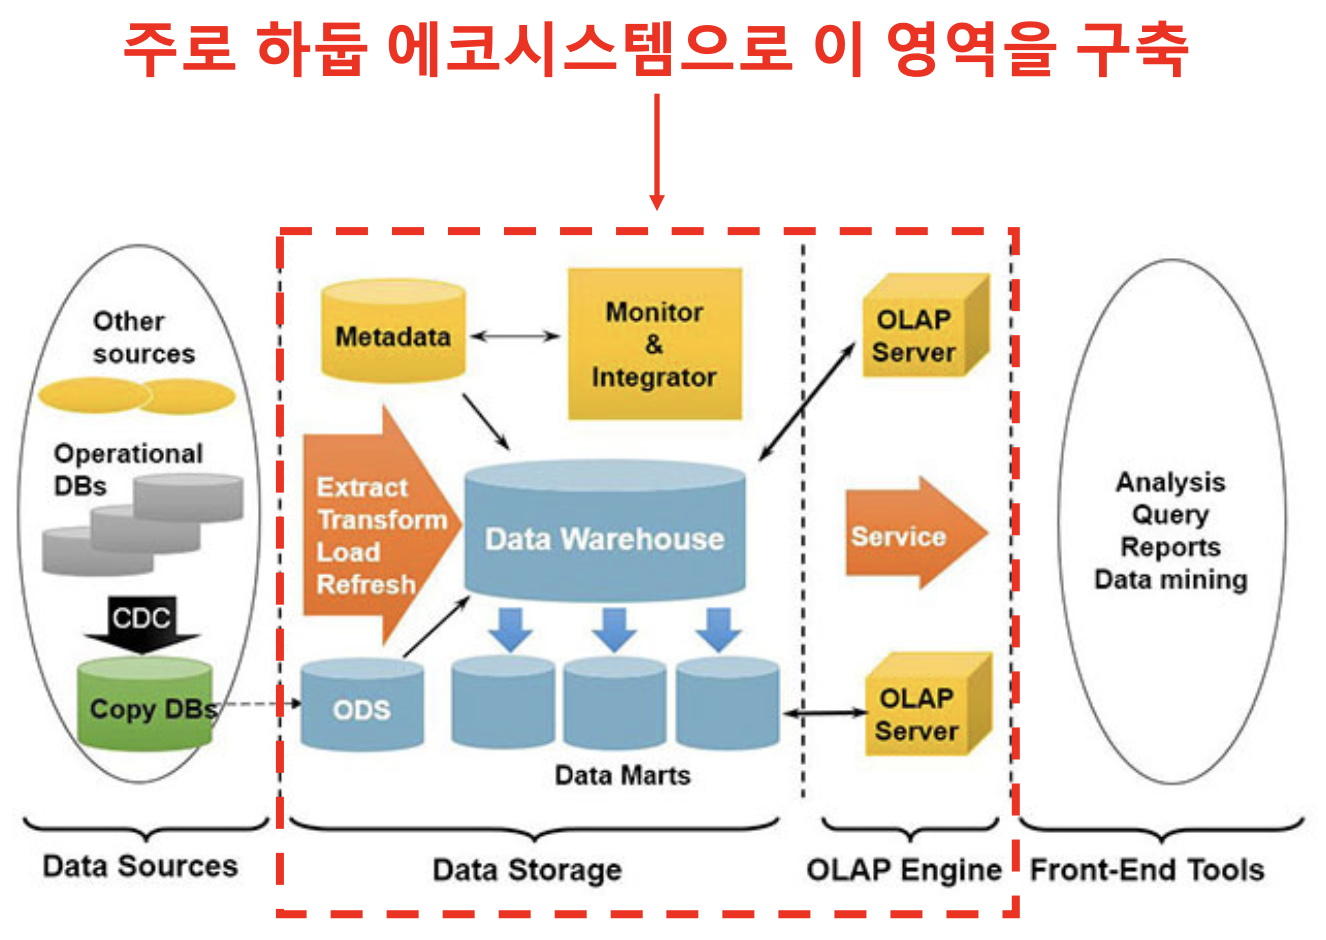 주로 하둡 에코시스템으로 이 영역을 구축
Other
sources
Operational
DBs
CDC
Copy DBs
Data Sources
Metadata
Monitor
&
Integrator
Extract
Transform
Load
Refresh
Data Warehouse
ODS
Data Marts
Data Storage
OLAP
Server
Service
OLAP
Server
OLAP Engine
Analysis
Query
Reports
Data mining
Front-End Tools